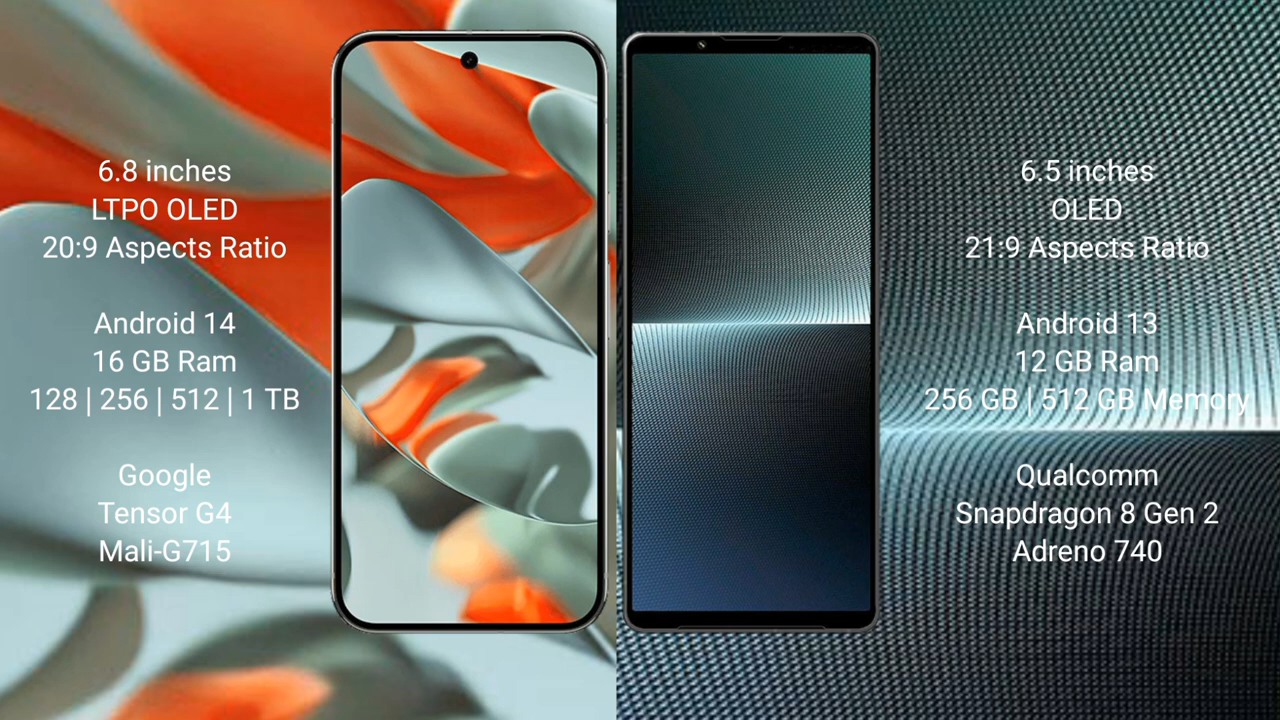 6.8 inches
LTPO OLED
20:9 Aspects Ratio
Android 14
16 GB Ram
128 | 256 | 512 | 1 TB
Google
Tensor G4
Mali-G715
6.5 inches
OLED
21:9 Aspects Ratio
Android 13
12 GB Ram
256 GB | 512 GB Memory
Qualcomm
Snapdragon 8 Gen 2
Adreno 740